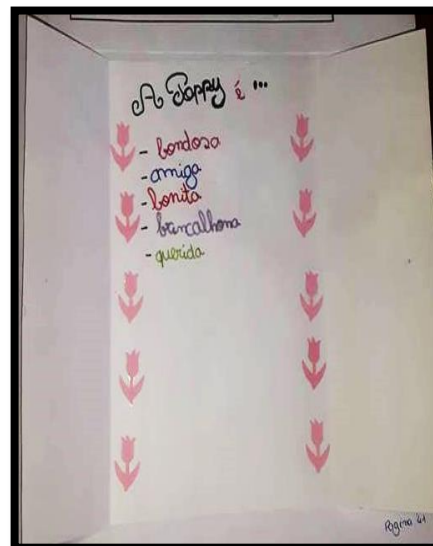 A Poppy é ...
- bondosa
- amiga
- bonita
- brincalhona
- querida
Página 41